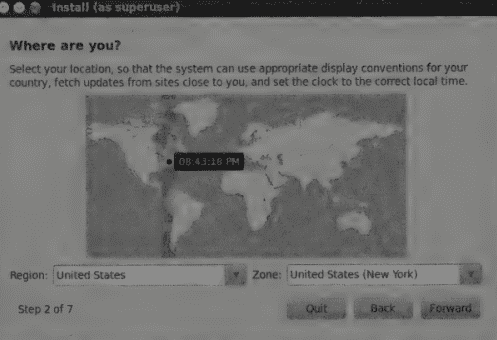 Install (as superuser)
Where are you?
Select your location, so that the system can use appropriate display conventions for your
country, fetch updates from sites close to you, and set the clock to the correct local time.
08:43:18 PM
Region: United States Zone: United States (New York)
Step 2 of 7 Quit Back Forward